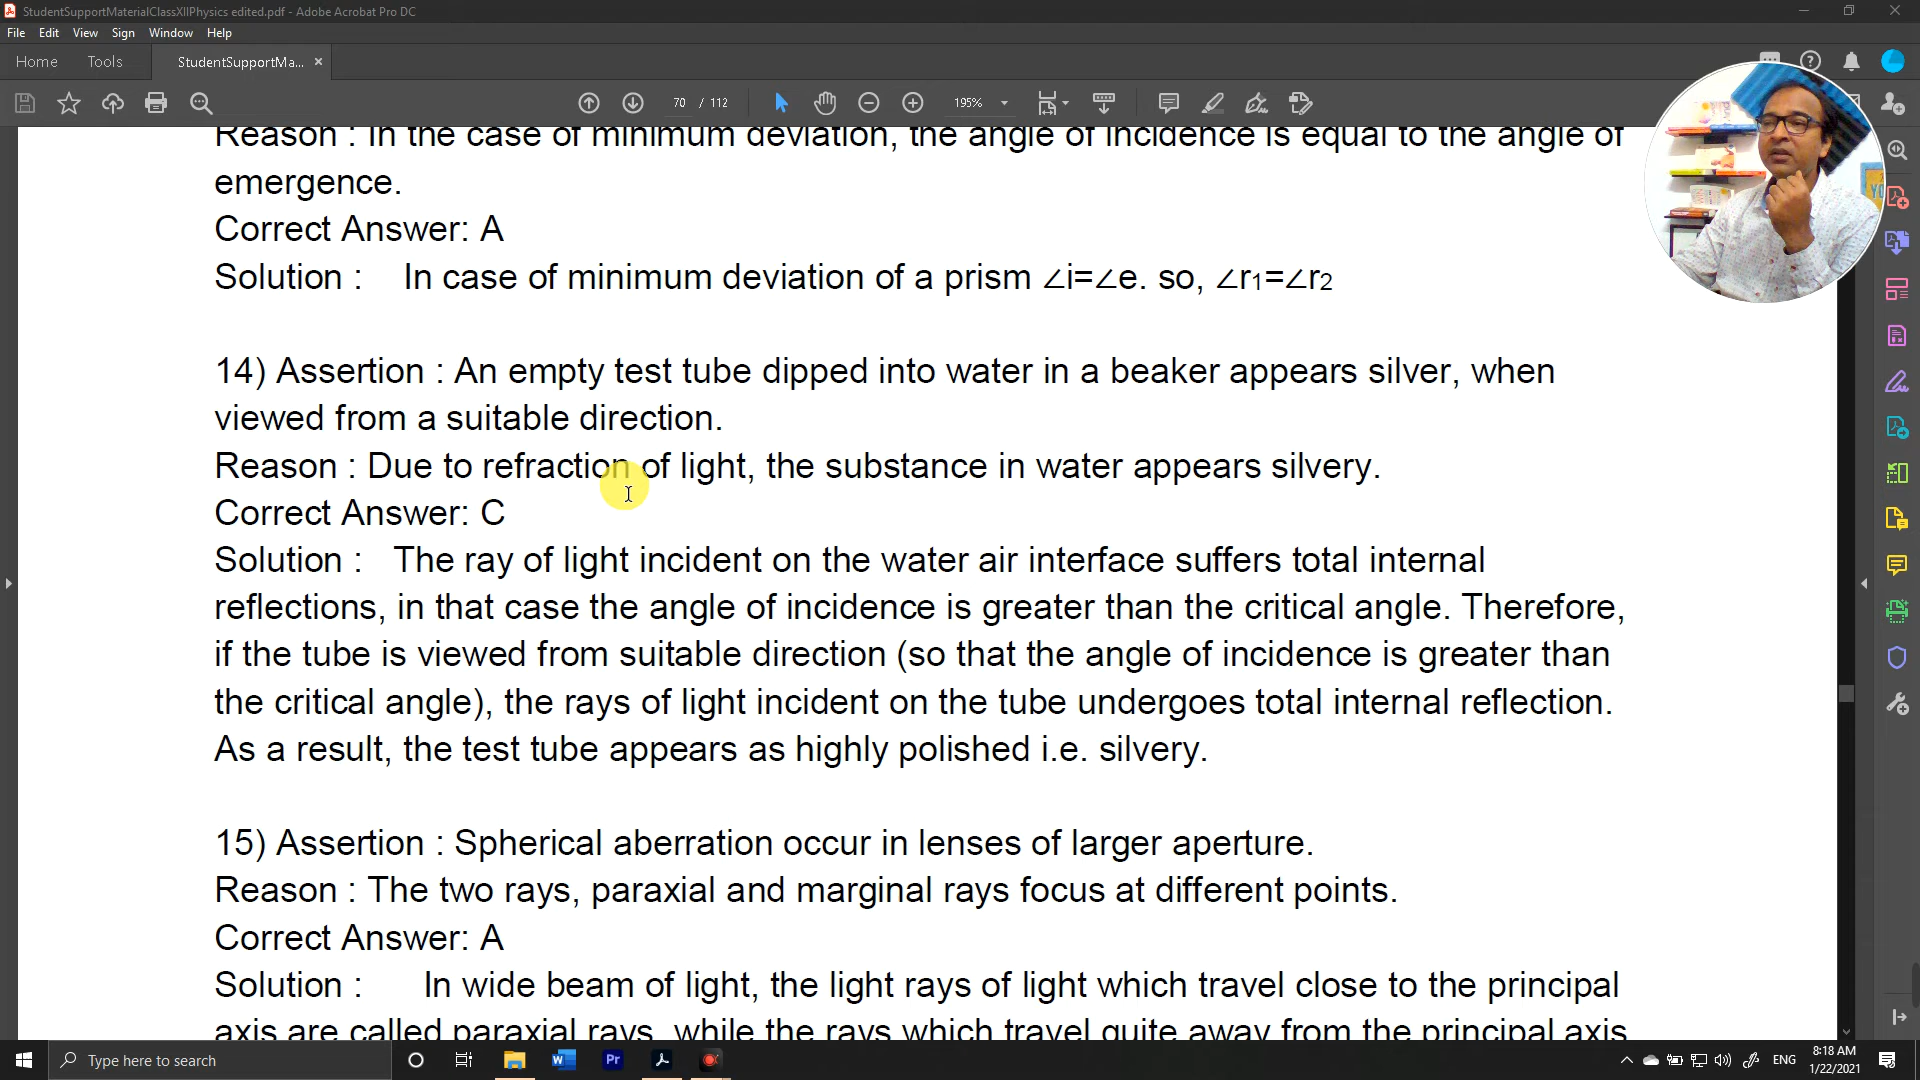 StudentSupportMaterialClassXIIPhysics edited.pdf - Adobe Acrobat Pro DC
File Edit View Sign Window Help
Home Tools StudentSupportMa... ×
70 / 112 195%
Reason : In the case of minimum deviation, the angle of incidence is equal to the angle of
emergence.
Correct Answer: A
Solution : In case of minimum deviation of a prism ∠i=∠e. so, ∠r1=∠r2
14) Assertion : An empty test tube dipped into water in a beaker appears silver, when
viewed from a suitable direction.
Reason : Due to refraction of light, the substance in water appears silvery.
Correct Answer: C
Solution : The ray of light incident on the water air interface suffers total internal
reflections, in that case the angle of incidence is greater than the critical angle. Therefore,
if the tube is viewed from suitable direction (so that the angle of incidence is greater than
the critical angle), the rays of light incident on the tube undergoes total internal reflection.
As a result, the test tube appears as highly polished i.e. silvery.
15) Assertion : Spherical aberration occur in lenses of larger aperture.
Reason : The two rays, paraxial and marginal rays focus at different points.
Correct Answer: A
Solution : In wide beam of light, the light rays of light which travel close to the principal
axis are called paraxial rays, while the rays which travel quite away from the principal axis
Type here to search
ENG
8:18 AM
1/22/2021